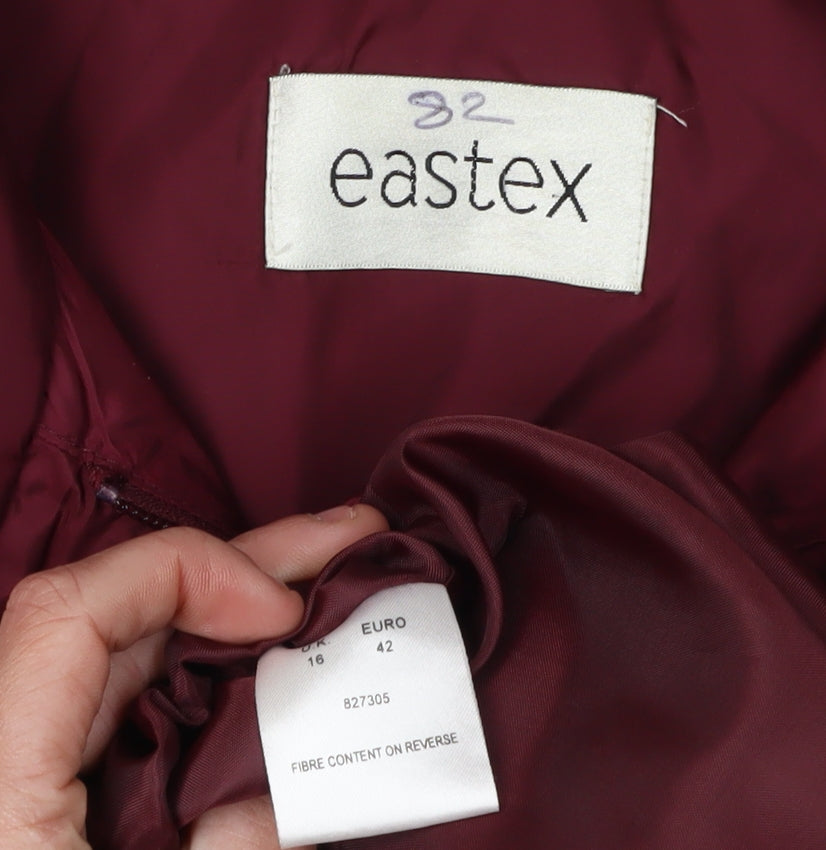 82
eastex
U.K. EURO
16 42
827305
FIBRE CONTENT ON REVERSE